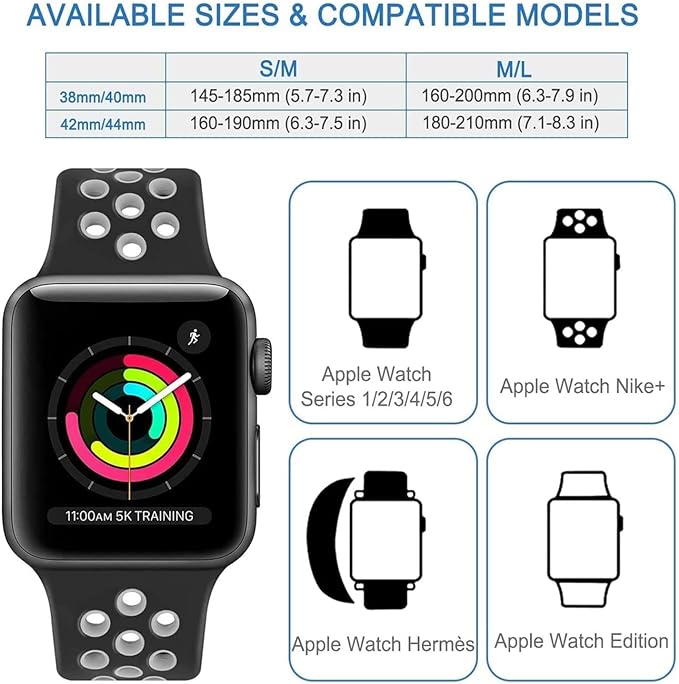 AVAILABLE SIZES & COMPATIBLE MODELS
S/M M/L
38mm/40mm 145-185mm (5.7-7.3 in) 160-200mm (6.3-7.9 in)
42mm/44mm 160-190mm (6.3-7.5 in) 180-210mm (7.1-8.3 in)
11:00AM 5K TRAINING
Apple Watch
Series 1/2/3/4/5/6
Apple Watch Nike+
Apple Watch Hermès
Apple Watch Edition